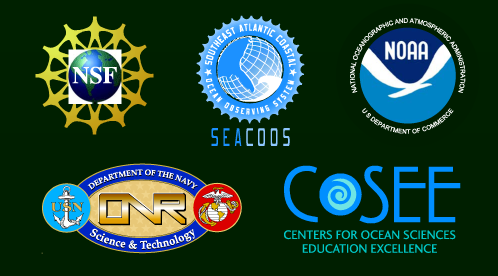 NSF
SOUTHEAST ATLANTIC COASTAL
OCEAN OBSERVING SYSTEM
SEACOOS
NATIONAL OCEANOGRAPHIC AND ATMOSPHERIC ADMINISTRATION
NOAA
U.S. DEPARTMENT OF COMMERCE
DEPARTMENT OF THE NAVY
USN
ONR
Science & Technology
COSEE
CENTERS FOR OCEAN SCIENCES
EDUCATION EXCELLENCE